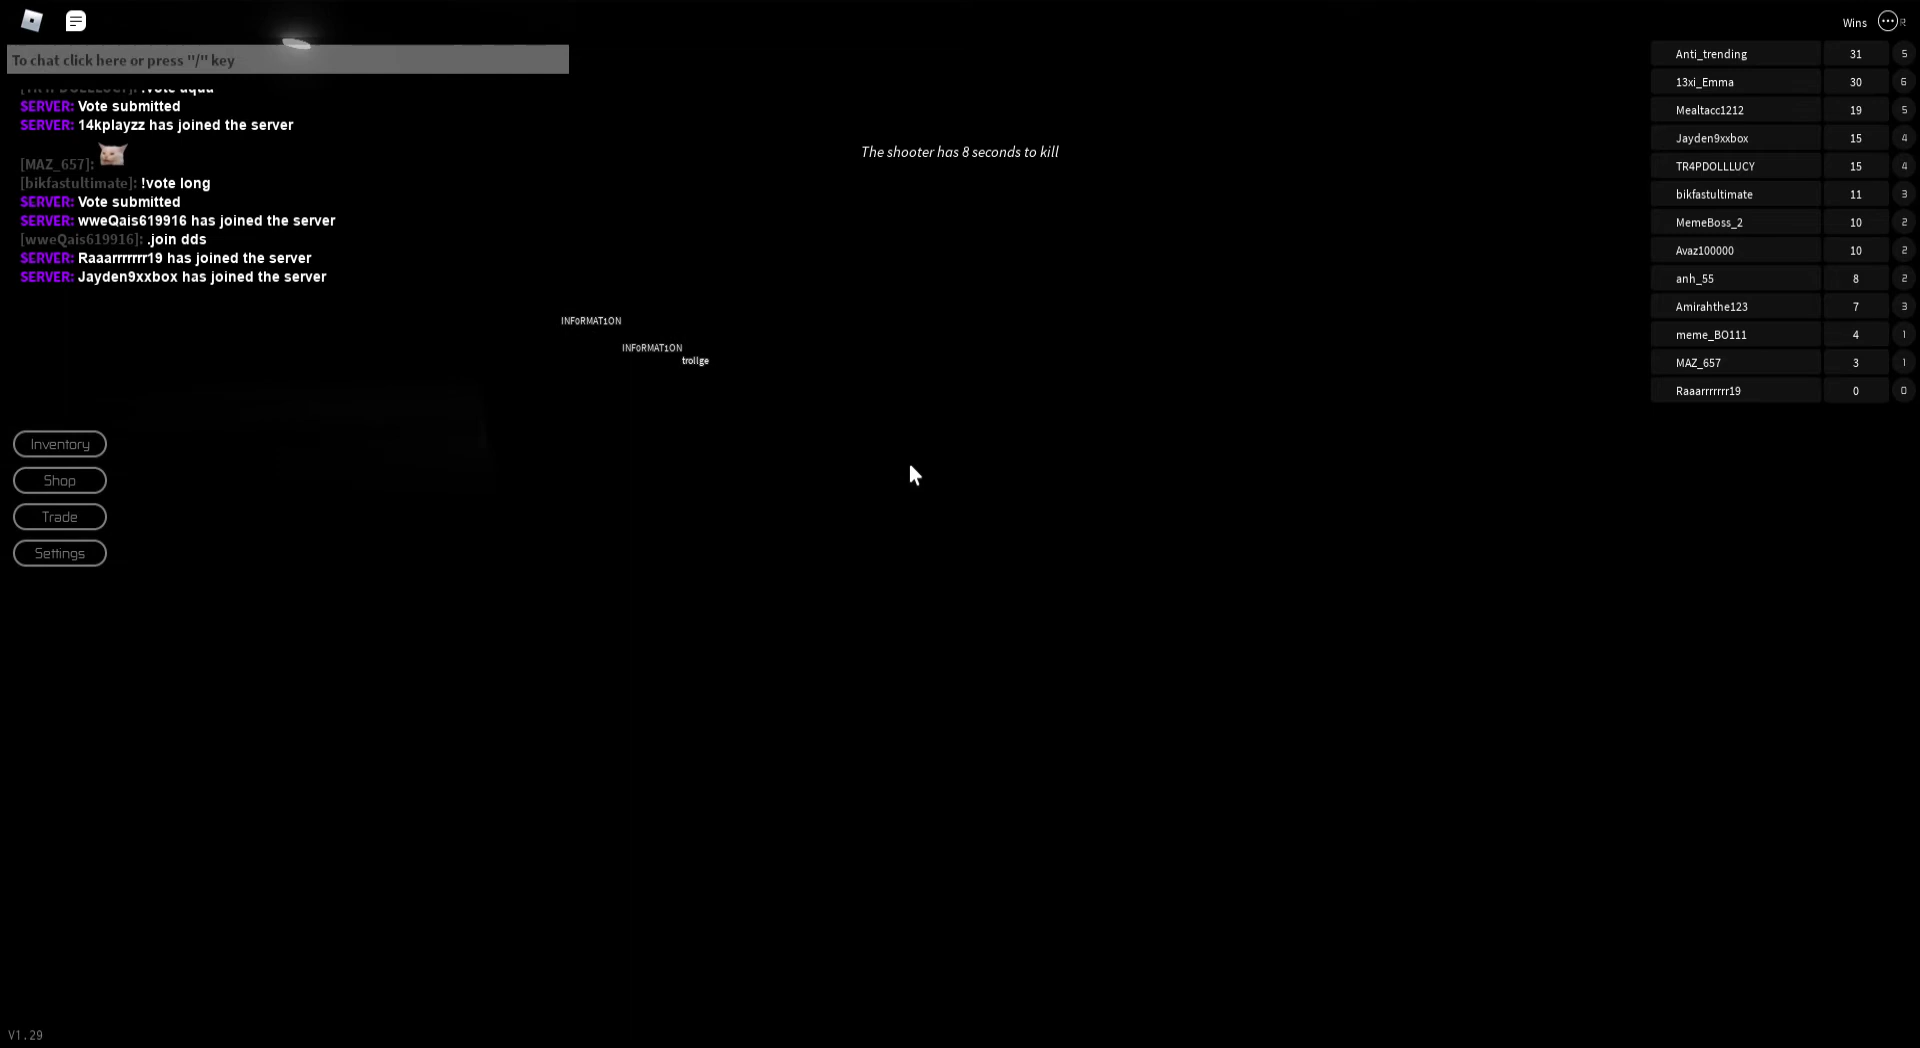 Wins
To chat click here or press "/" key
!vote aqua
SERVER: Vote submitted
SERVER: 14kplayzz has joined the server
[MAZ_657]:
[bikfastultimate]: !vote long
SERVER: Vote submitted
SERVER: wweQais619916 has joined the server
[wweQais619916]: .join dds
SERVER: Raaarrrrrrr19 has joined the server
SERVER: Jayden9xxbox has joined the server
The shooter has 8 seconds to kill
INF0RMAT1ON
INF0RMAT1ON
trollge
Anti_trending 31 5
13xi_Emma 30 6
Mealtacc1212 19 5
Jayden9xxbox 15 4
TR4PDOLLLUCY 15 4
bikfastultimate 11 3
MemeBoss_2 10 2
Avaz100000 10 2
anh_55 8 2
Amirahthe123 7 3
meme_BO111 4 1
MAZ_657 3 1
Raaarrrrrrr19 0 0
Inventory
Shop
Trade
Settings
V1.29